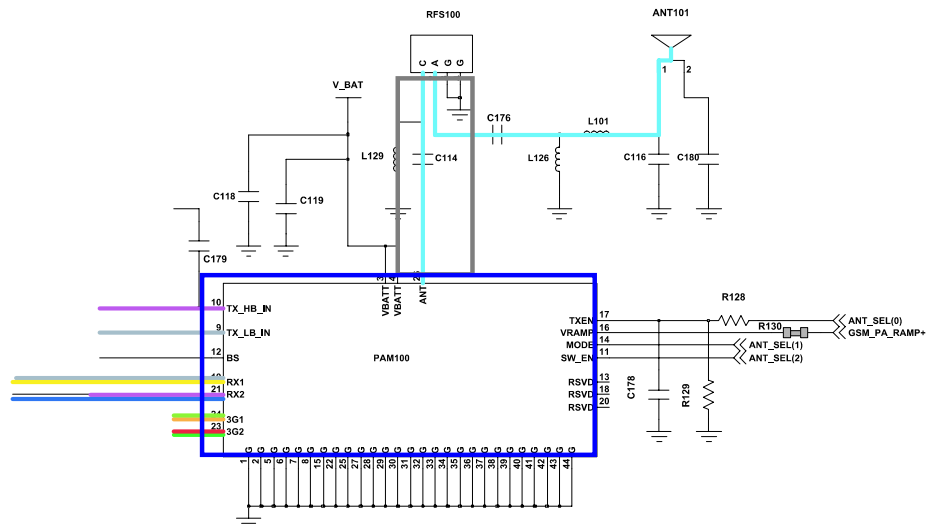 RFS100
ANT101
C A G G
1 2
V_BAT
C176
L101
L129
C114
L126
C116
C180
C118
C119
C179
3 4
VBATT VBATT ANT
10 TX_HB_IN
9 TX_LB_IN
12 BS
RX1
21 RX2
3G1
23 3G2
PAM100
TXEN 17
VRAMP 16
MODE 14
SW_EN 11
RSVD 13
RSVD 18
RSVD 20
R128
R130
ANT_SEL(0)
GSM_PA_RAMP+
ANT_SEL(1)
ANT_SEL(2)
C178
R129
G G G G G G G G G G G G G G G G G G G G G G G G G G G
1 2 5 6 7 8 15 22 25 27 28 29 30 31 32 33 34 35 36 37 38 39 40 41 42 43 44